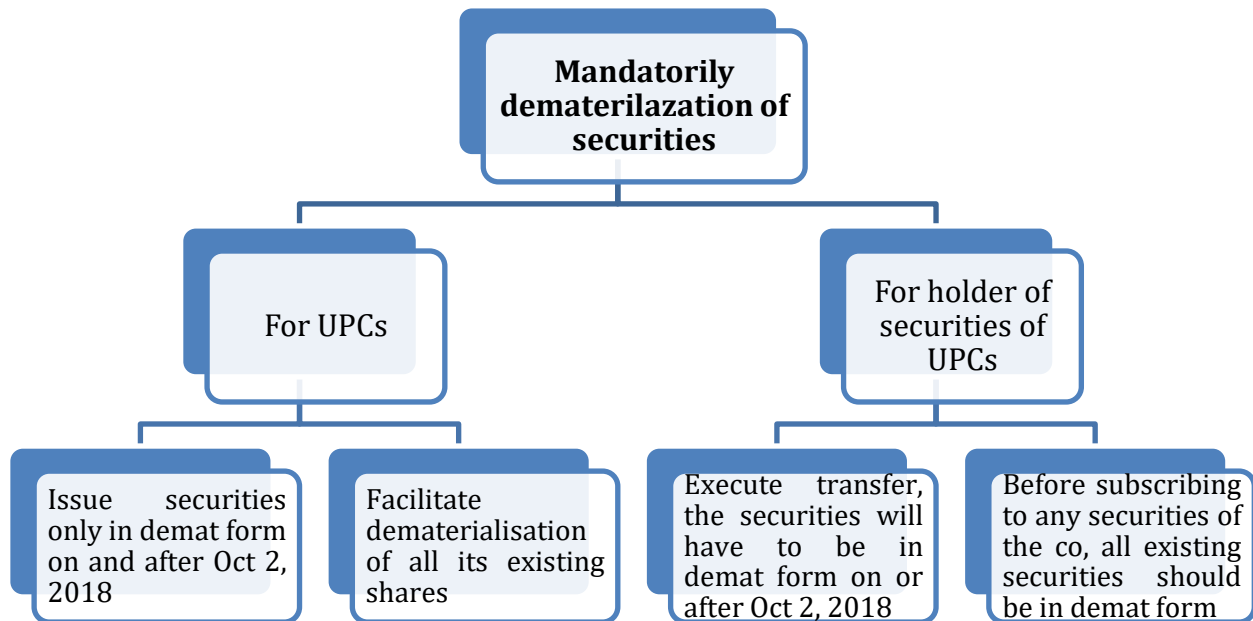 Mandatorily
dematerilazation of
securities
For UPCs
For holder of
securities of
UPCs
Issue securities
only in demat form
on and after Oct 2,
2018
Facilitate
dematerialisation
of all its existing
shares
Execute transfer,
the securities will
have to be in
demat form on or
after Oct 2, 2018
Before subscribing
to any securities of
the co, all existing
securities should
be in demat form